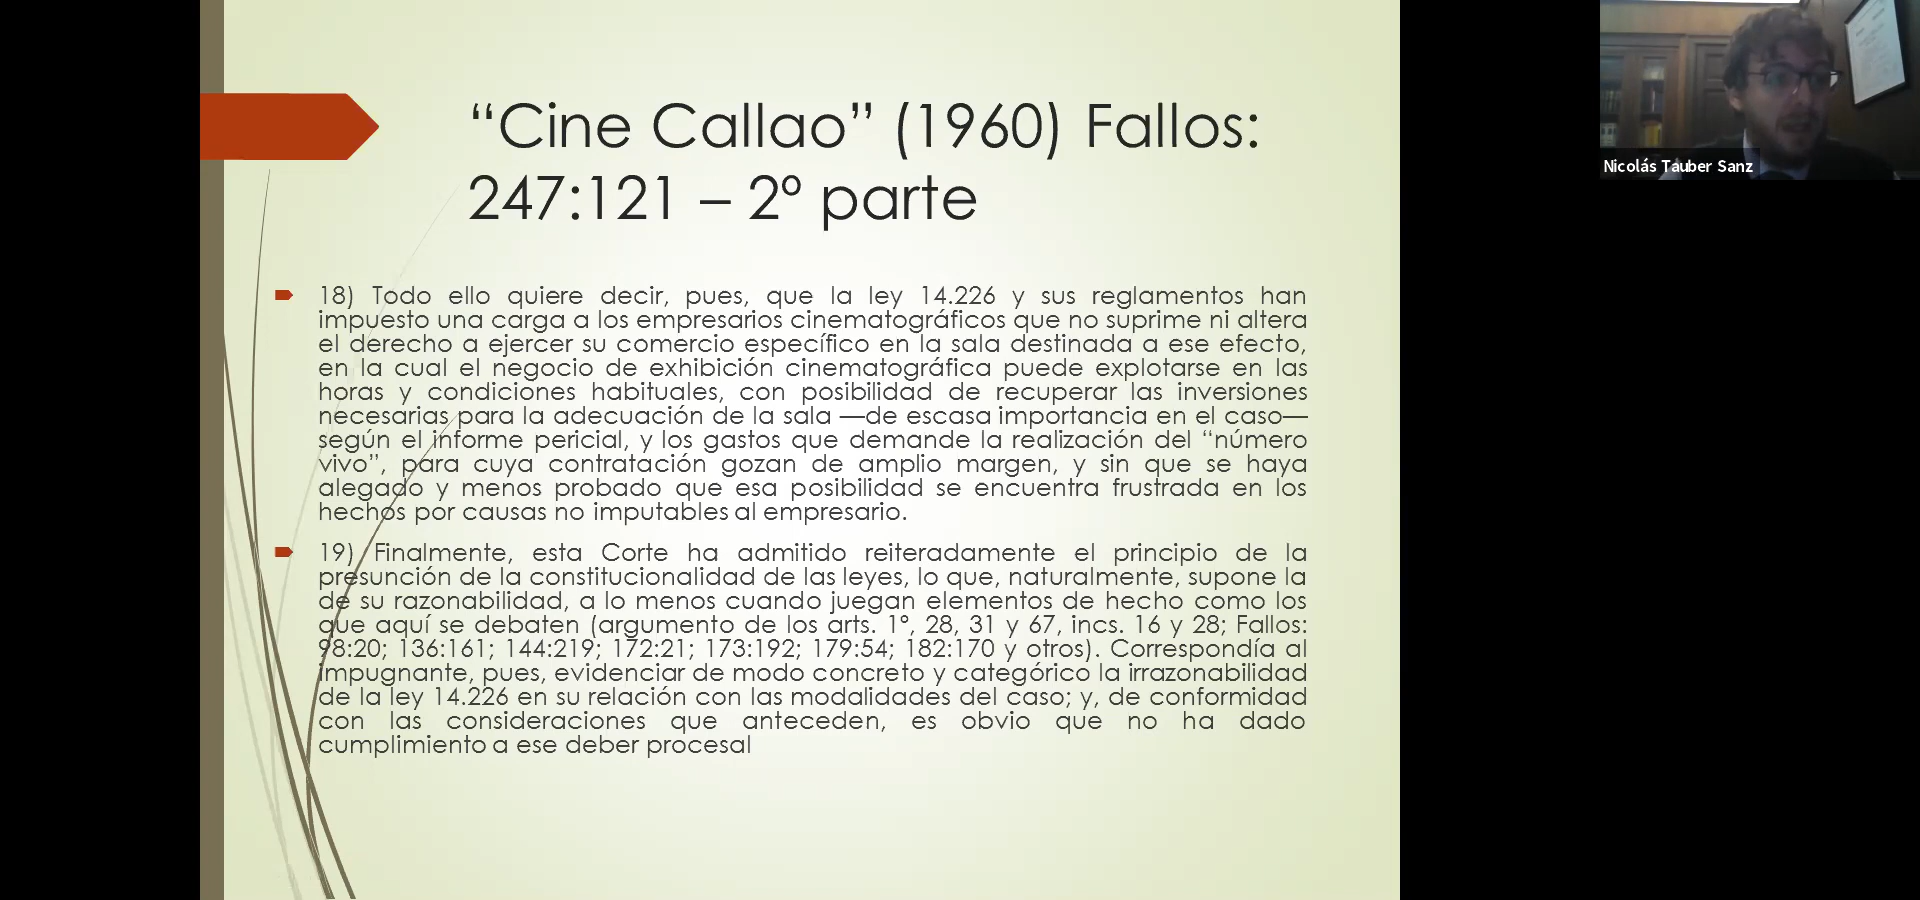 “Cine Callao” (1960) Fallos:
247:121 – 2º parte
18) Todo ello quiere decir, pues, que la ley 14.226 y sus reglamentos han
impuesto una carga a los empresarios cinematográficos que no suprime ni altera
el derecho a ejercer su comercio específico en la sala destinada a ese efecto,
en la cual el negocio de exhibición cinematográfica puede explotarse en las
horas y condiciones habituales, con posibilidad de recuperar las inversiones
necesarias para la adecuación de la sala —de escasa importancia en el caso—
según el informe pericial, y los gastos que demande la realización del “número
vivo”, para cuya contratación gozan de amplio margen, y sin que se haya
alegado y menos probado que esa posibilidad se encuentra frustrada en los
hechos por causas no imputables al empresario.
19) Finalmente, esta Corte ha admitido reiteradamente el principio de la
presunción de la constitucionalidad de las leyes, lo que, naturalmente, supone la
de su razonabilidad, a lo menos cuando juegan elementos de hecho como los
que aquí se debaten (argumento de los arts. 1º, 28, 31 y 67, incs. 16 y 28; Fallos:
98:20; 136:161; 144:219; 172:21; 173:192; 179:54; 182:170 y otros). Correspondía al
impugnante, pues, evidenciar de modo concreto y categórico la irrazonabilidad
de la ley 14.226 en su relación con las modalidades del caso; y, de conformidad
con las consideraciones que anteceden, es obvio que no ha dado
cumplimiento a ese deber procesal
Nicolás Tauber Sanz